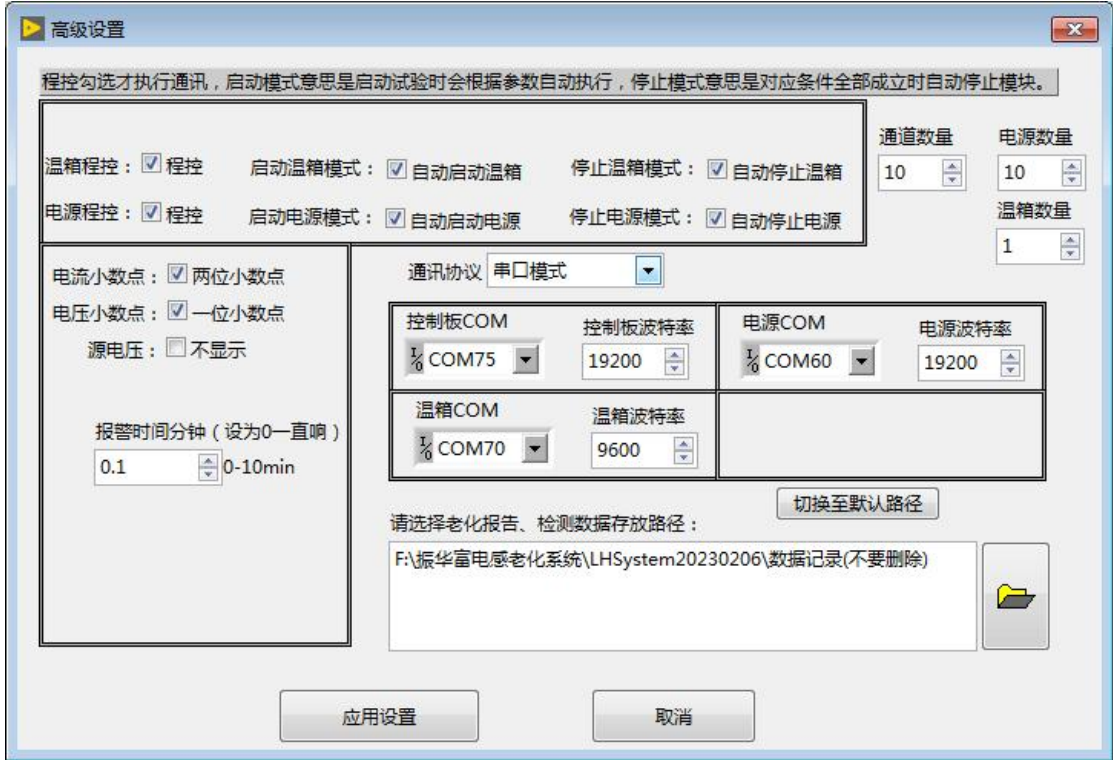 高级设置
程控勾选才执行通讯，启动模式意思是启动试验时会根据参数自动执行，停止模式意思是对应条件全部成立时自动停止模块。
温箱程控： 程控 启动温箱模式： 自动启动温箱 停止温箱模式： 自动停止温箱
电源程控： 程控 启动电源模式： 自动启动电源 停止电源模式： 自动停止电源
通道数量 电源数量
10 10
温箱数量
1
电流小数点： 两位小数点
电压小数点： 一位小数点
源电压： 不显示
报警时间分钟（设为0一直响）
0.1 0-10min
通讯协议 串口模式
控制板COM 控制板波特率 电源COM 电源波特率
I/O COM75 19200 I/O COM60 19200
温箱COM 温箱波特率
I/O COM70 9600
切换至默认路径
请选择老化报告、检测数据存放路径：
F:\振华富电感老化系统\LHSystem20230206\数据记录(不要删除)
应用设置 取消